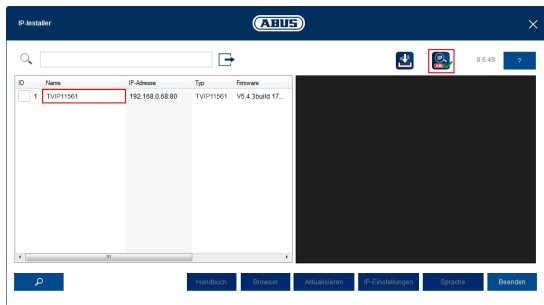 IP-Installer
ABUS
8.6.49
?
ID Name IP-Adresse Typ Firmware
1 TVIP11561 192.168.0.68:80 TVIP11561 V5.4.3build 17...
Handbuch Browser Aktualisieren IP-Einstellungen Sprache Beenden